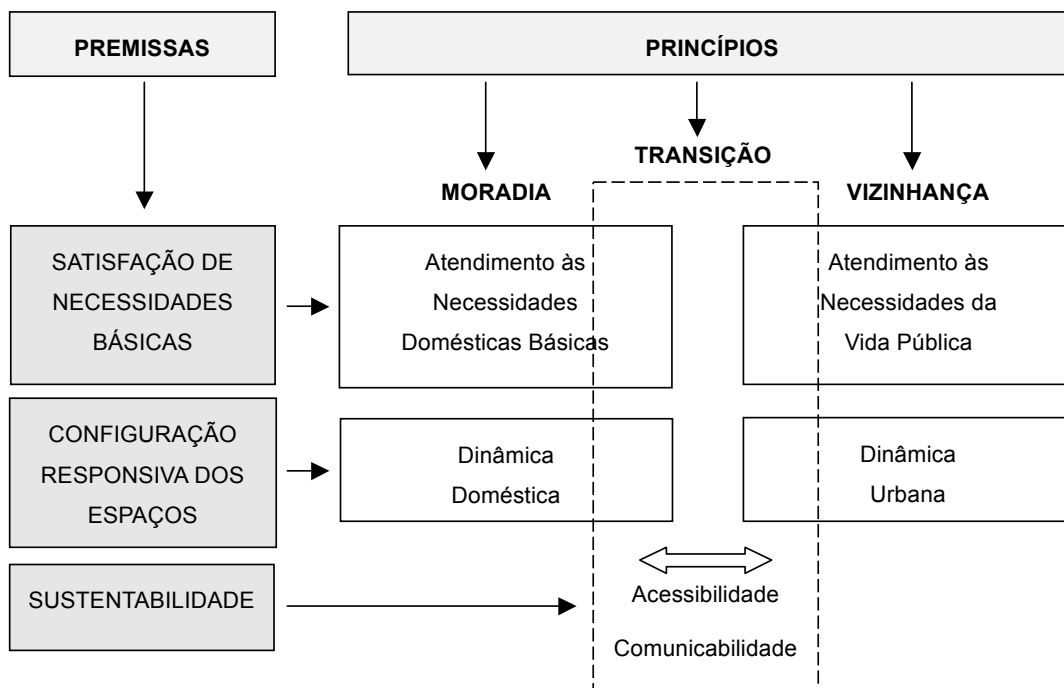 PREMISSAS
PRINCÍPIOS
TRANSIÇÃO
MORADIA
VIZINHANÇA
SATISFAÇÃO DE
NECESSIDADES
BÁSICAS
Atendimento às
Necessidades
Domésticas Básicas
Atendimento às
Necessidades da
Vida Pública
CONFIGURAÇÃO
RESPONSIVA DOS
ESPAÇOS
Dinâmica
Doméstica
Dinâmica
Urbana
SUSTENTABILIDADE
Acessibilidade
Comunicabilidade